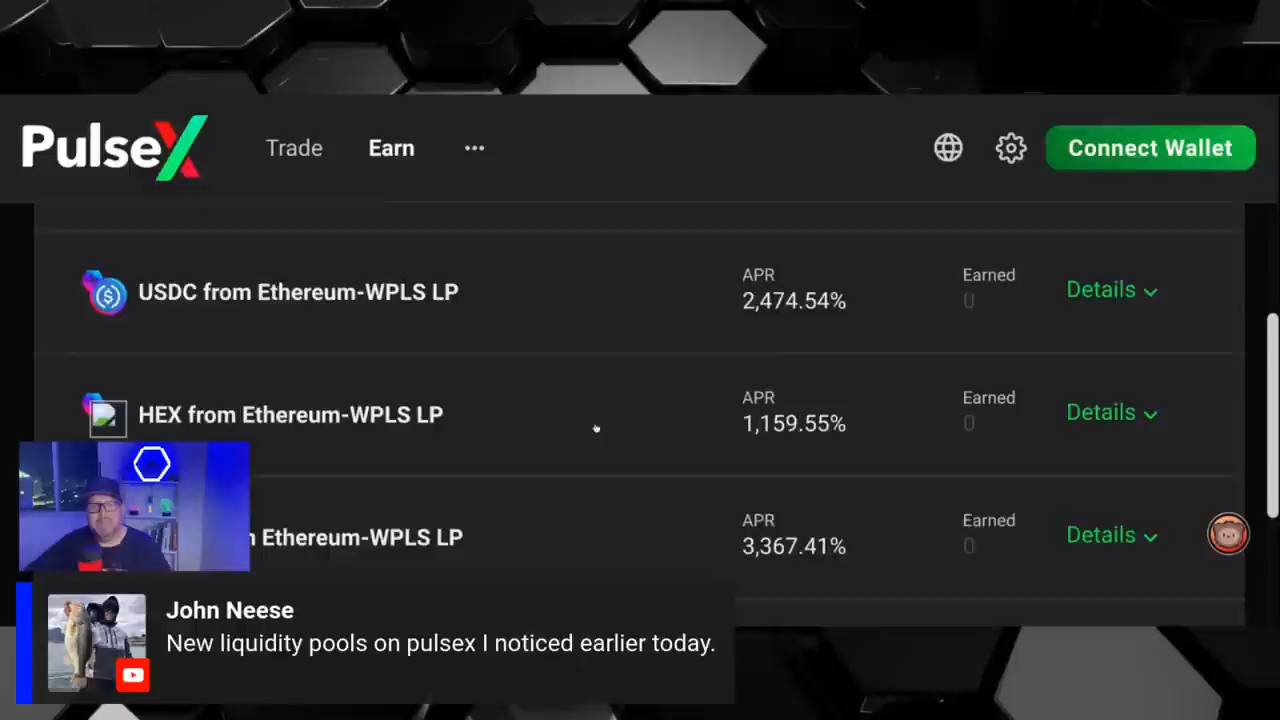 PulseX
Trade
Earn
Connect Wallet
USDC from Ethereum-WPLS LP
APR
2,474.54%
Earned
0
Details
HEX from Ethereum-WPLS LP
APR
1,159.55%
Earned
0
Details
Ethereum-WPLS LP
APR
3,367.41%
Earned
0
Details
John Neese
New liquidity pools on pulsex I noticed earlier today.